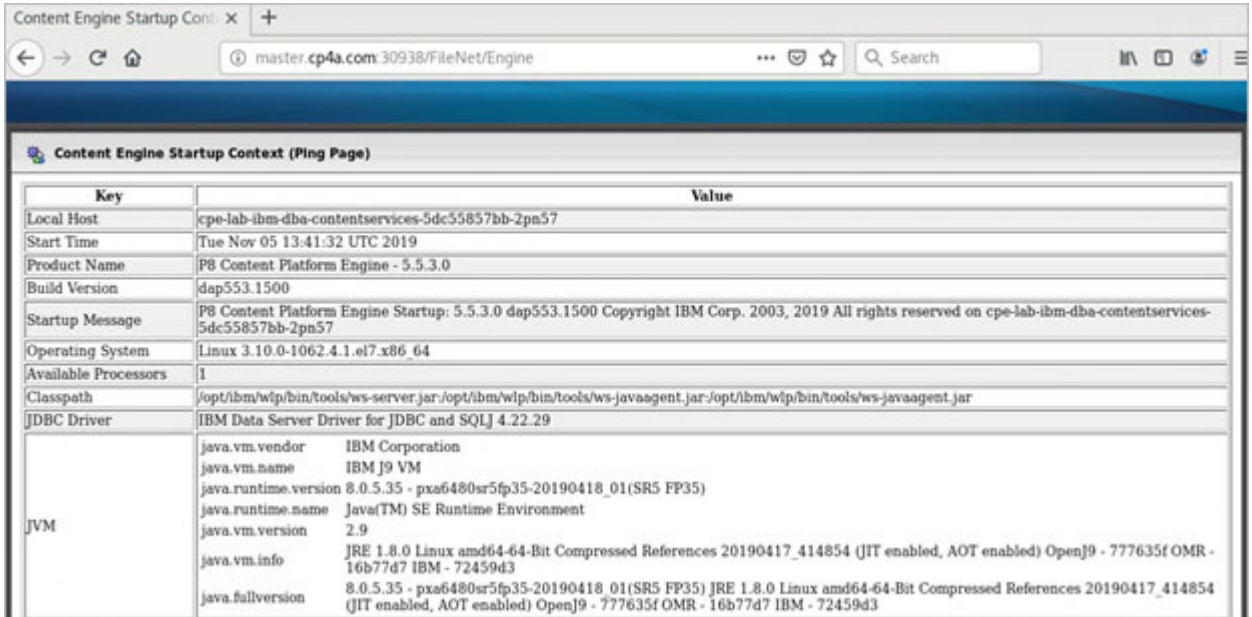 Content Engine Startup Cont
master.cp4a.com:30938/FileNet/Engine
Search
Content Engine Startup Context (Ping Page)
Key Value
Local Host cpe-lab-ibm-dba-contentservices-5dc55857bb-2pn57
Start Time Tue Nov 05 13:41:32 UTC 2019
Product Name P8 Content Platform Engine - 5.5.3.0
Build Version dap553.1500
Startup Message P8 Content Platform Engine Startup: 5.5.3.0 dap553.1500 Copyright IBM Corp. 2003, 2019 All rights reserved on cpe-lab-ibm-dba-contentservices-
5dc55857bb-2pn57
Operating System Linux 3.10.0-1062.4.1.el7.x86_64
Available Processors 1
Classpath /opt/ibm/wlp/bin/tools/ws-server.jar:/opt/ibm/wlp/bin/tools/ws-javaagent.jar:/opt/ibm/wlp/bin/tools/ws-javaagent.jar
JDBC Driver IBM Data Server Driver for JDBC and SQLJ 4.22.29
JVM
java.vm.vendor IBM Corporation
java.vm.name IBM J9 VM
java.runtime.version 8.0.5.35 - pxa6480sr5fp35-20190418_01(SR5 FP35)
java.runtime.name Java(TM) SE Runtime Environment
java.vm.version 2.9
java.vm.info JRE 1.8.0 Linux amd64-64-Bit Compressed References 20190417_414854 (JIT enabled, AOT enabled) OpenJ9 - 777635f OMR -
16b77d7 IBM - 72459d3
java.fullversion 8.0.5.35 - pxa6480sr5fp35-20190418_01(SR5 FP35) JRE 1.8.0 Linux amd64-64-Bit Compressed References 20190417_414854
(JIT enabled, AOT enabled) OpenJ9 - 777635f OMR - 16b77d7 IBM - 72459d3